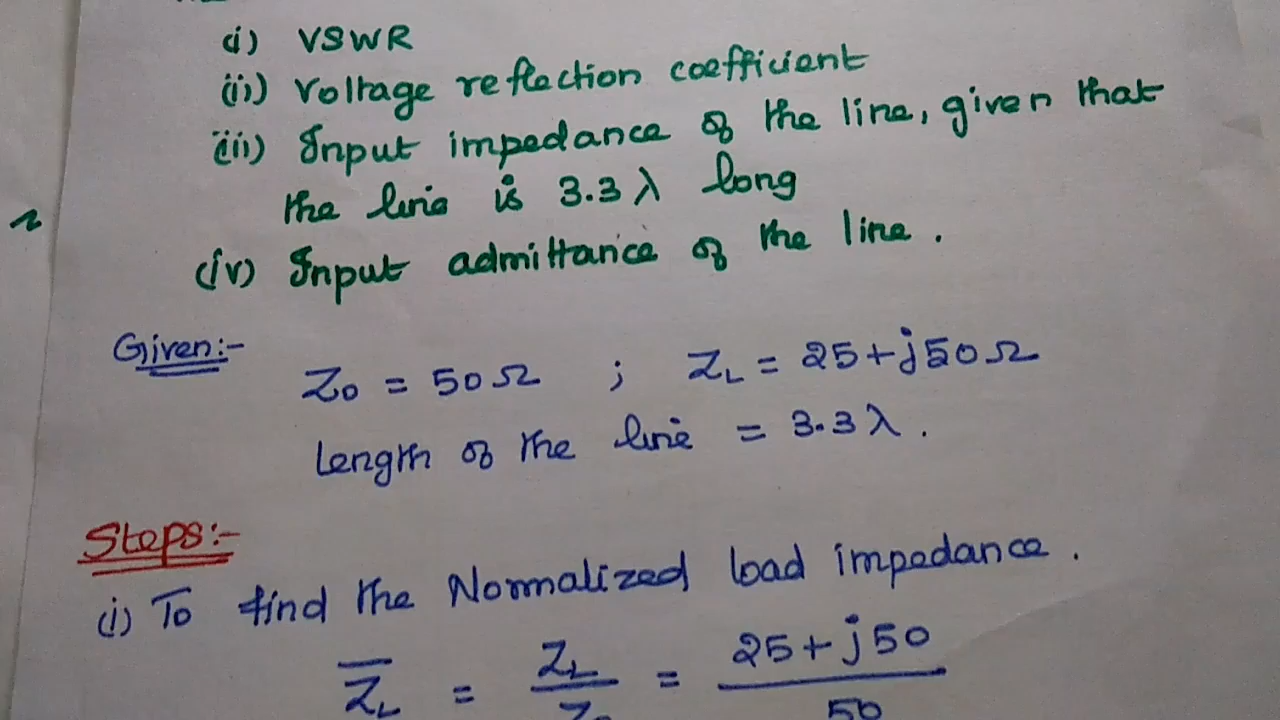 (i) VSWR
(ii) Voltage reflection coefficient
(iii) Input impedance of the line, given that
the line is 3.3 λ long
(iv) Input admittance of the line.
Given:-
Z0 = 50Ω ; ZL = 25+j50Ω
Length of the line = 3.3λ.
Steps:-
(i) To find the Normalized load impedance.
Z̅L = ZL/Z0 = 25+j50/50